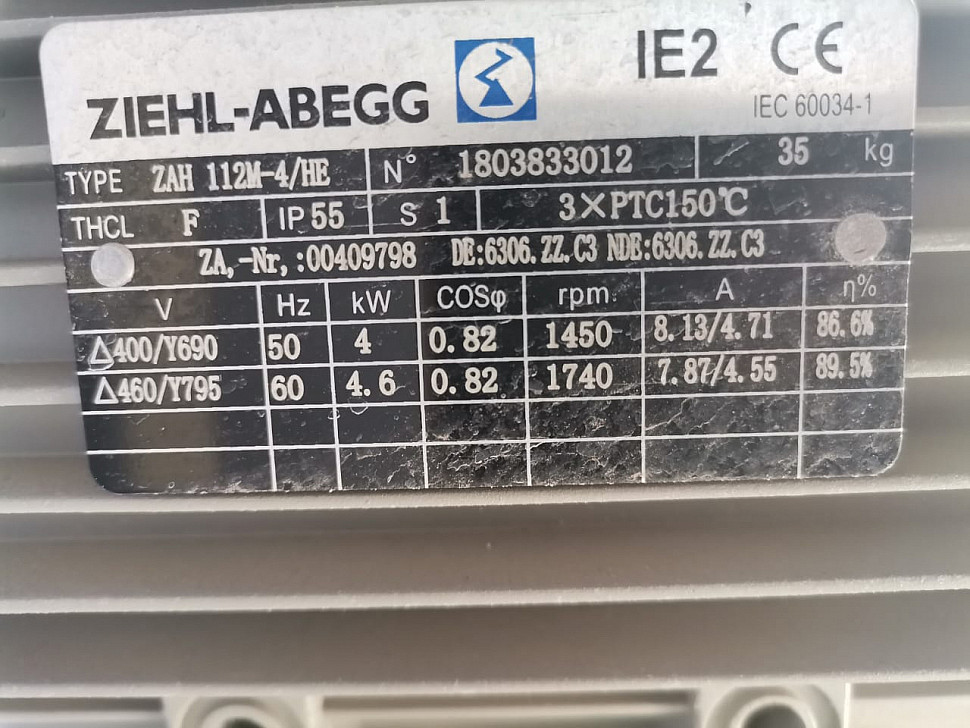 ZIEHL-ABEGG IE2 CE
IEC 60034-1
TYPE ZAH 112M-4/HE N° 1803833012 35 kg
THCL F IP 55 S 1 3×PTC150℃
ZA,-Nr,:00409798 DE:6306.ZZ.C3 NDE:6306.ZZ.C3
V Hz kW COSφ rpm A η%
△400/Y690 50 4 0.82 1450 8.13/4.71 86.6%
△460/Y795 60 4.6 0.82 1740 7.87/4.55 89.5%